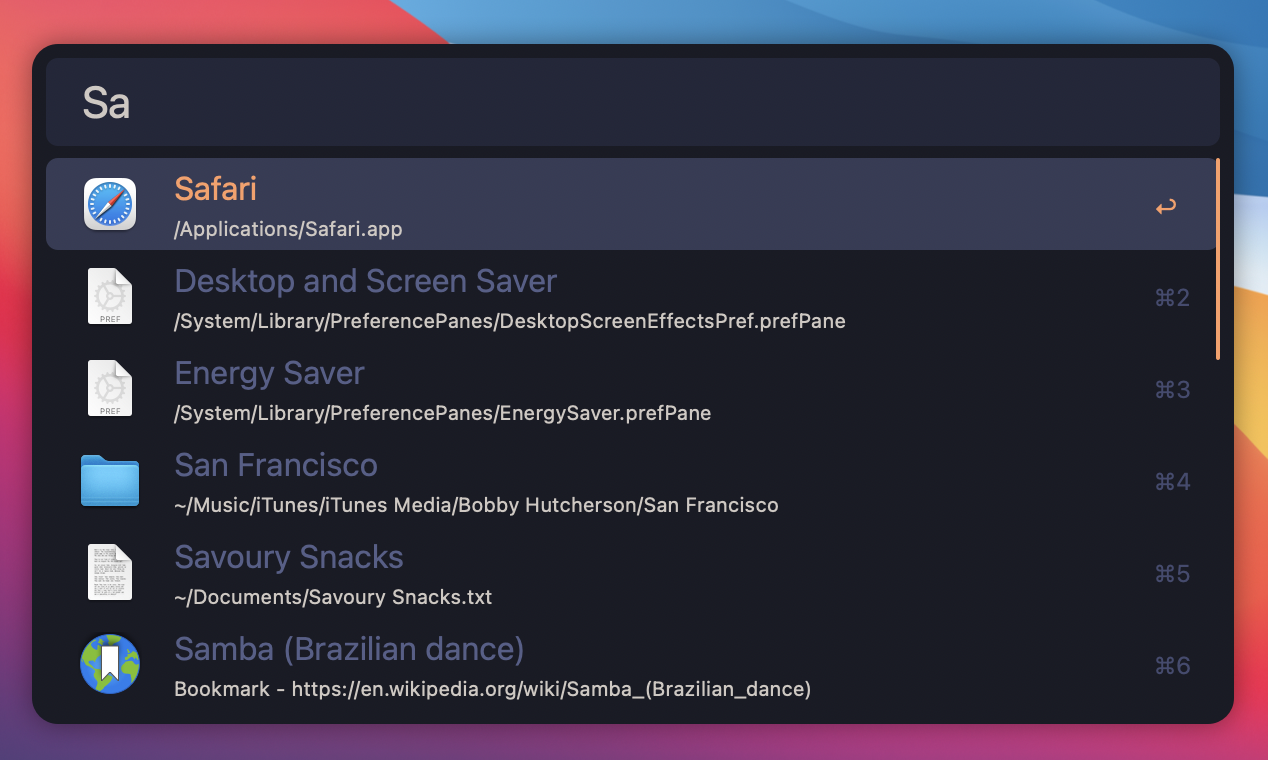 Sa
Safari
/Applications/Safari.app
↩
Desktop and Screen Saver
/System/Library/PreferencePanes/DesktopScreenEffectsPref.prefPane
⌘2
PREF
Energy Saver
/System/Library/PreferencePanes/EnergySaver.prefPane
⌘3
PREF
San Francisco
~/Music/iTunes/iTunes Media/Bobby Hutcherson/San Francisco
⌘4
Savoury Snacks
~/Documents/Savoury Snacks.txt
⌘5
Samba (Brazilian dance)
Bookmark - https://en.wikipedia.org/wiki/Samba_(Brazilian_dance)
⌘6